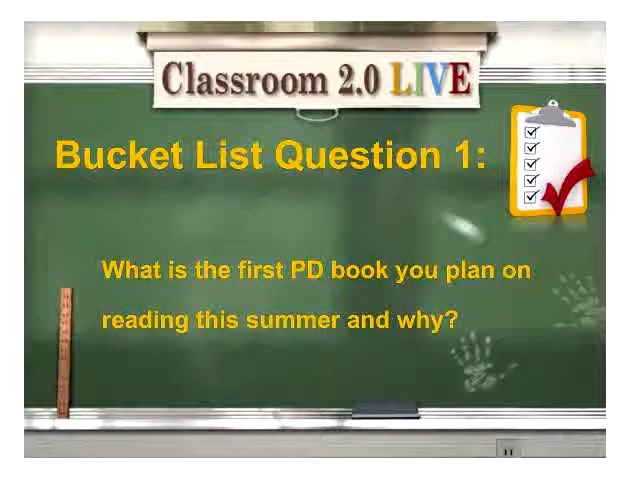 Classroom 2.0 LIVE
Bucket List Question 1:
What is the first PD book you plan on
reading this summer and why?